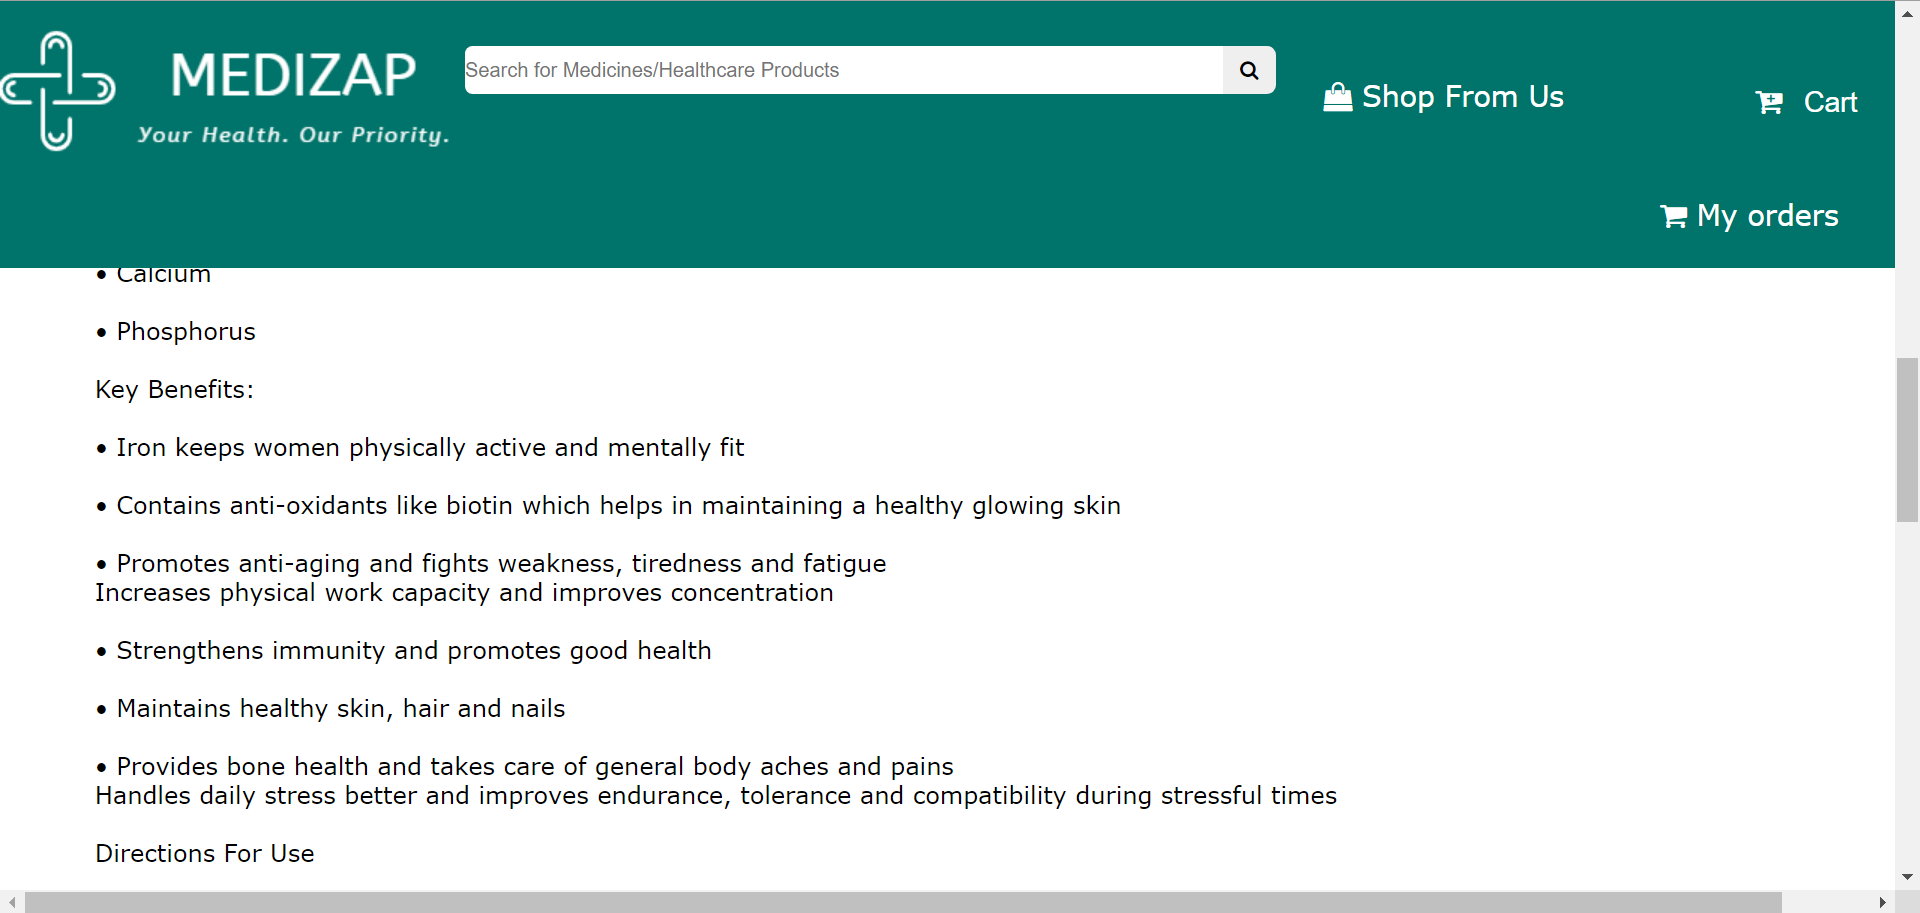 MEDIZAP
Your Health. Our Priority.
Search for Medicines/Healthcare Products
Shop From Us
Cart
My orders
• Calcium
• Phosphorus
Key Benefits:
• Iron keeps women physically active and mentally fit
• Contains anti-oxidants like biotin which helps in maintaining a healthy glowing skin
• Promotes anti-aging and fights weakness, tiredness and fatigue
Increases physical work capacity and improves concentration
• Strengthens immunity and promotes good health
• Maintains healthy skin, hair and nails
• Provides bone health and takes care of general body aches and pains
Handles daily stress better and improves endurance, tolerance and compatibility during stressful times
Directions For Use